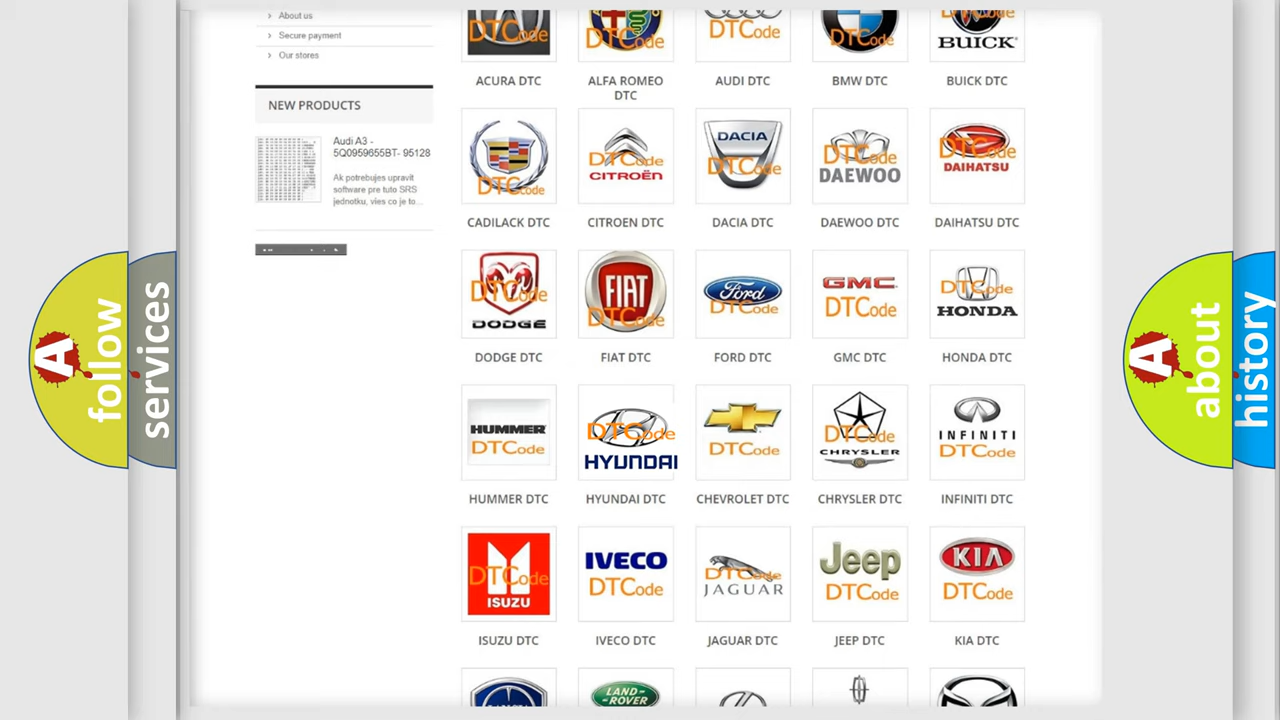 About us
Secure payment
Our stores
NEW PRODUCTS
Audi A3 -
5Q0959655BT- 95128
Ak potrebujes upravit
software pre tuto SRS
jednotku, vies co je to...
DTCode
DTCode
DTCode
DTCode
BUICK
ACURA DTC
ALFA ROMEO
DTC
AUDI DTC
BMW DTC
BUICK DTC
DTCode
DTCode
CITROËN
DACIA
DTCode
DTCode
DAEWOO
DTCode
DAIHATSU
CADILACK DTC
CITROEN DTC
DACIA DTC
DAEWOO DTC
DAIHATSU DTC
DTCode
DODGE
FIAT
DTCode
Ford
DTCode
GMC
DTCode
DTCode
HONDA
DODGE DTC
FIAT DTC
FORD DTC
GMC DTC
HONDA DTC
HUMMER
DTCode
DTCode
HYUNDAI
DTCode
DTCode
CHRYSLER
INFINITI
DTCode
HUMMER DTC
HYUNDAI DTC
CHEVROLET DTC
CHRYSLER DTC
INFINITI DTC
DTCode
ISUZU
IVECO
DTCode
DTCode
JAGUAR
Jeep
DTCode
KIA
DTCode
ISUZU DTC
IVECO DTC
JAGUAR DTC
JEEP DTC
KIA DTC
LAND-
ROVER
A
follow
services
A
about
history